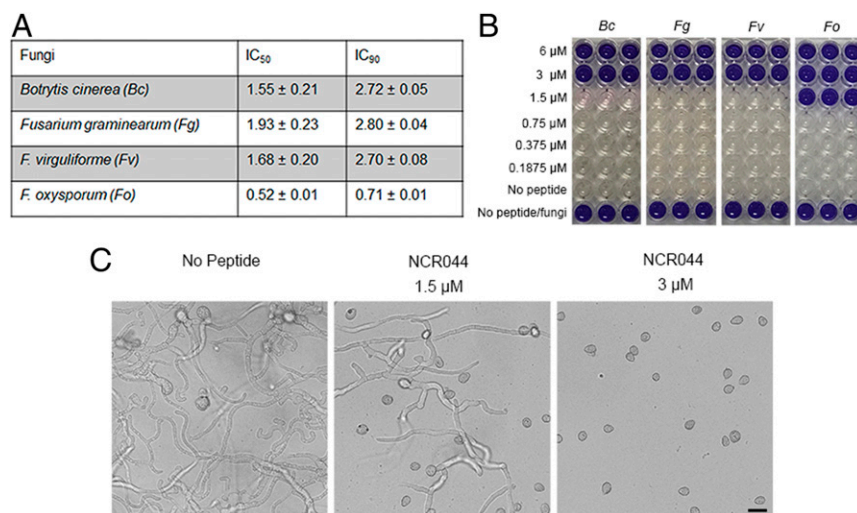 A
Fungi IC50 IC90
Botrytis cinerea (Bc) 1.55 ± 0.21 2.72 ± 0.05
Fusarium graminearum (Fg) 1.93 ± 0.23 2.80 ± 0.04
F. virguliforme (Fv) 1.68 ± 0.20 2.70 ± 0.08
F. oxysporum (Fo) 0.52 ± 0.01 0.71 ± 0.01
B
Bc Fg Fv Fo
6 µM
3 µM
1.5 µM
0.75 µM
0.375 µM
0.1875 µM
No peptide
No peptide/fungi
C
No Peptide NCR044 NCR044
1.5 µM 3 µM